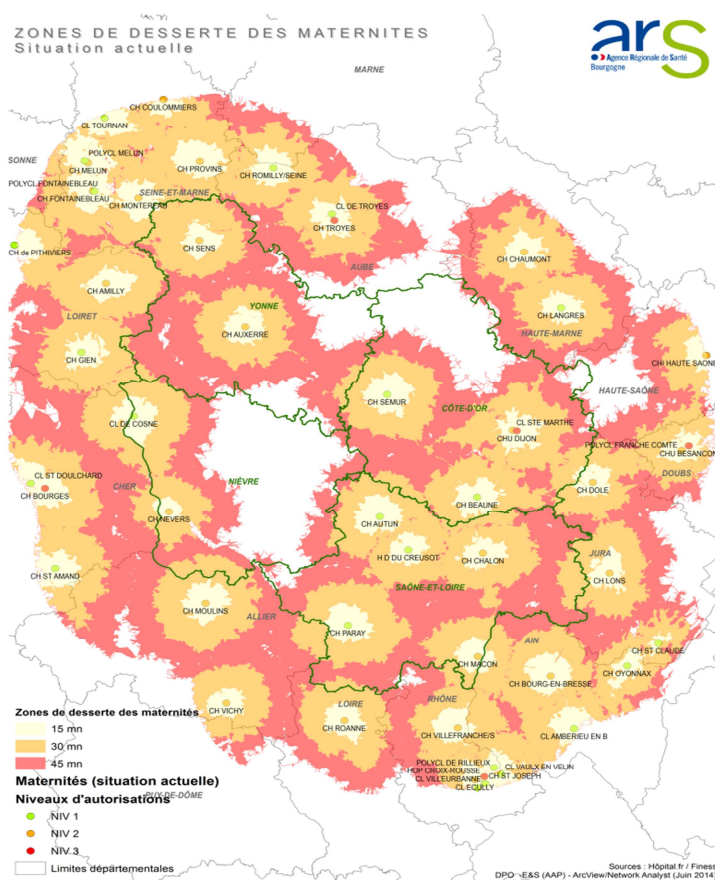 ZONES DE DESSERTE DES MATERNITES
Situation actuelle
ars
Agence Régionale de Santé
Bourgogne
MARNE
CH COULOMMIERS
CL TOURNAN
POLYCL MELUN
SONNE
CH MELUN
CH PROVINS
CH ROMILLY/SEINE
POLYCL FONTAINEBLEAU
SEINE-ET-MARNE
CH FONTAINEBLEAU
CH MONTEREAU
CL DE TROYES
CH TROYES
CH de PITHIVIERS
CH SENS
CH CHAUMONT
AUBE
CH AMILLY
YONNE
CH LANGRES
LOIRET
CH AUXERRE
HAUTE-MARNE
CH GIEN
CH HAUTE SAONE
HAUTE-SAÔNE
CH SEMUR
CÔTE-D'OR
CL DE COSNE
CL STE MARTHE
CHU DIJON
POLYCL FRANCHE COMTE
CHU BESANCON
DOUBS
CL ST DOULCHARD
NIÈVRE
CHER
CH BOURGES
CH DOLE
CH BEAUNE
CH NEVERS
CH AUTUN
H D DU CREUSOT
CH CHALON
JURA
CH ST AMAND
CH LONS
SAÔNE-ET-LOIRE
CH MOULINS
ALLIER
CH PARAY
AIN
CH ST CLAUDE
CH MACON
CH OYONNAX
CH BOURG-EN-BRESSE
RHÔNE
LOIRE
CH VICHY
CH ROANNE
CH VILLEFRANCHE/S
CL AMBERIEU EN B
POLYCL DE RILLIEUX
HOP CROIX-ROUSSE
CL VAULX EN VELIN
CL VILLEURBANNE
CH ST JOSEPH
CL ECULLY
PUY-DE-DÔME
Zones de desserte des maternités
15 mn
30 mn
45 mn
Maternités (situation actuelle)
Niveaux d'autorisations
NIV 1
NIV 2
NIV 3
Limites départementales
Sources : Hôpital.fr / Finess
DPO - E&S (AAP) - ArcView/Network Analyst (Juin 2014)